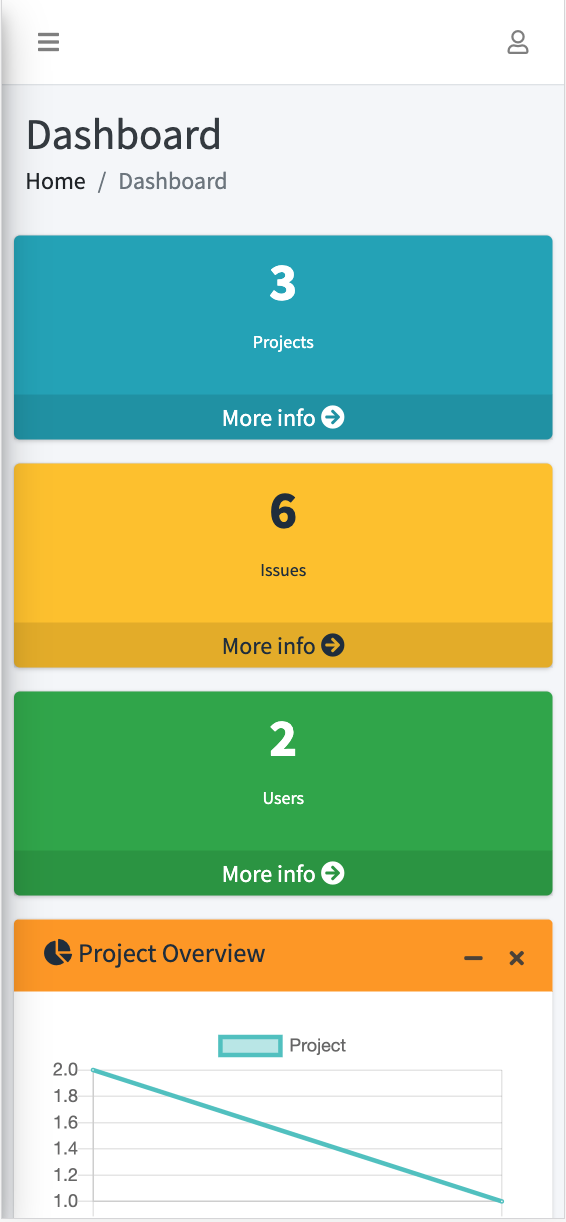 Dashboard
Home / Dashboard
3
Projects
More info
6
Issues
More info
2
Users
More info
Project Overview
Project
2.0
1.8
1.6
1.4
1.2
1.0